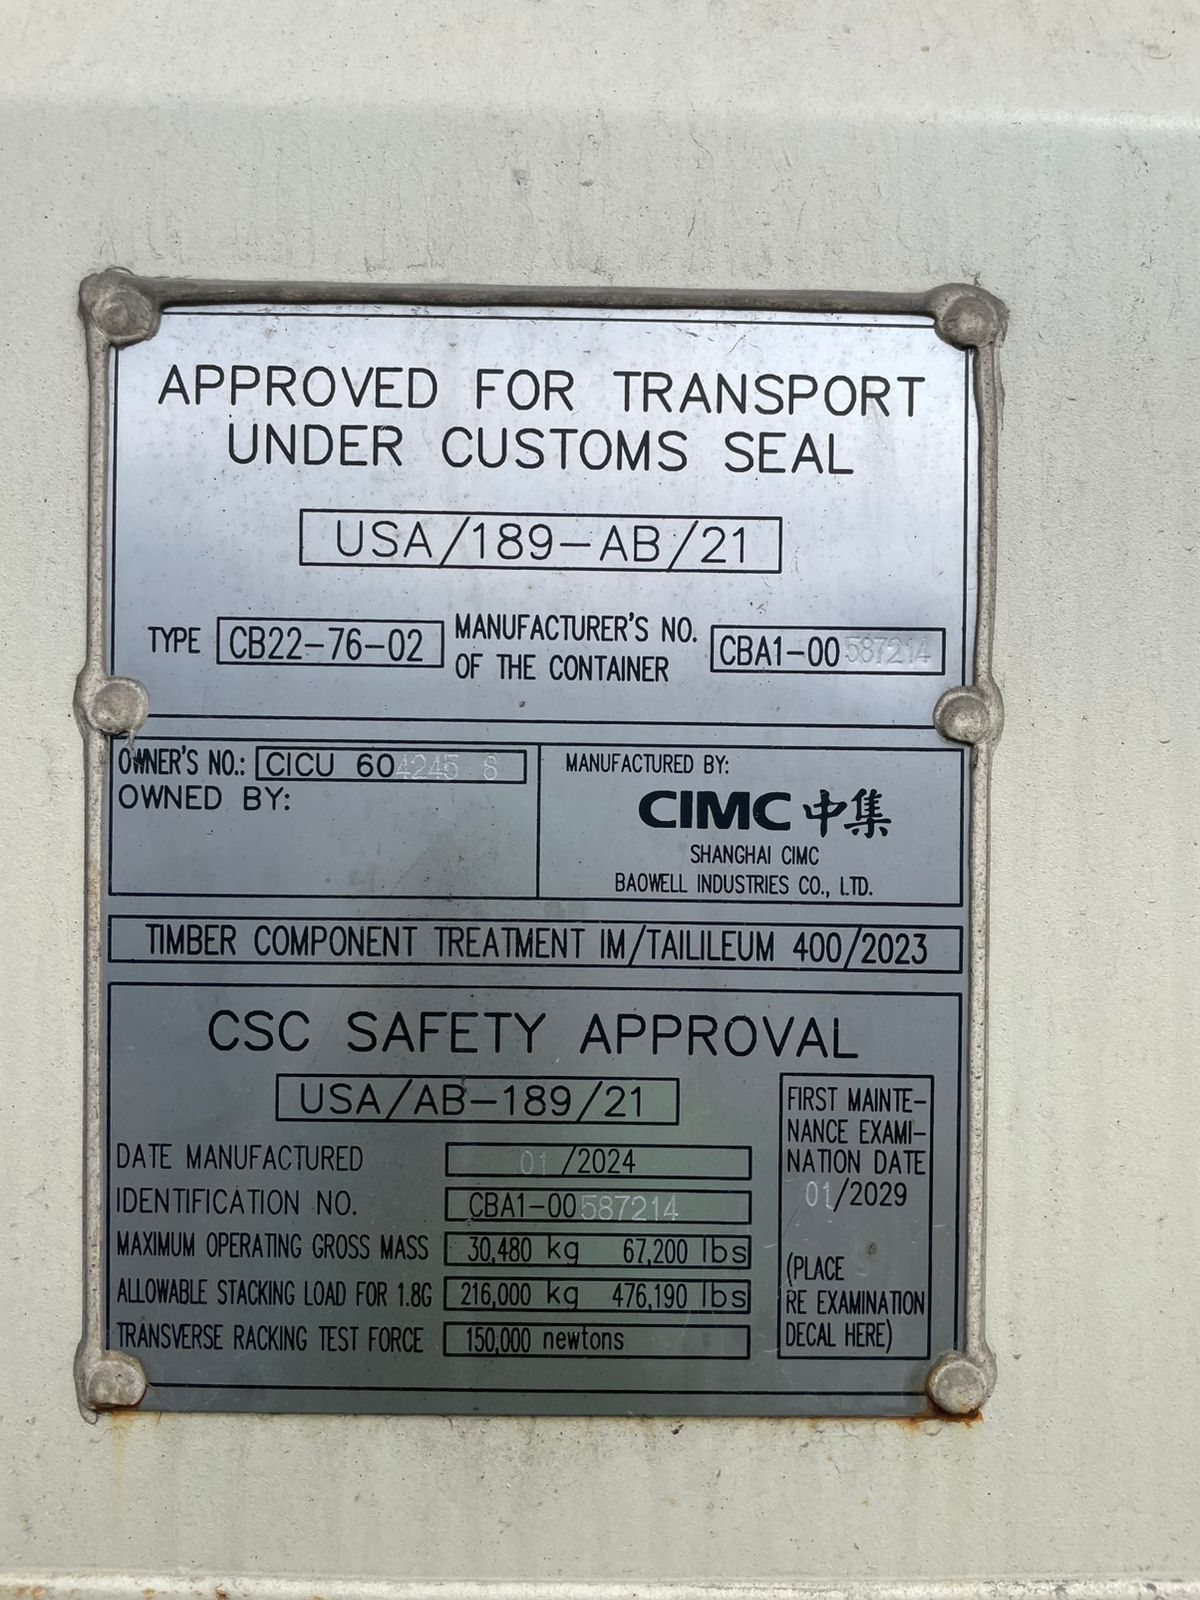 APPROVED FOR TRANSPORT
UNDER CUSTOMS SEAL
USA/189-AB/21
TYPE CB22-76-02 MANUFACTURER'S NO. OF THE CONTAINER CBA1-00587214
OWNER'S NO.: CICU 604245 8
OWNED BY:
MANUFACTURED BY:
CIMC 中集
SHANGHAI CIMC
BAOWELL INDUSTRIES CO., LTD.
TIMBER COMPONENT TREATMENT IM/TAILILEUM 400/2023
CSC SAFETY APPROVAL
USA/AB-189/21
DATE MANUFACTURED 01/2024
IDENTIFICATION NO. CBA1-00587214
MAXIMUM OPERATING GROSS MASS 30,480 kg 67,200 lbs
ALLOWABLE STACKING LOAD FOR 1.8G 216,000 kg 476,190 lbs
TRANSVERSE RACKING TEST FORCE 150,000 newtons
FIRST MAINTE-
NANCE EXAMI-
NATION DATE
01/2029
(PLACE
RE EXAMINATION
DECAL HERE)